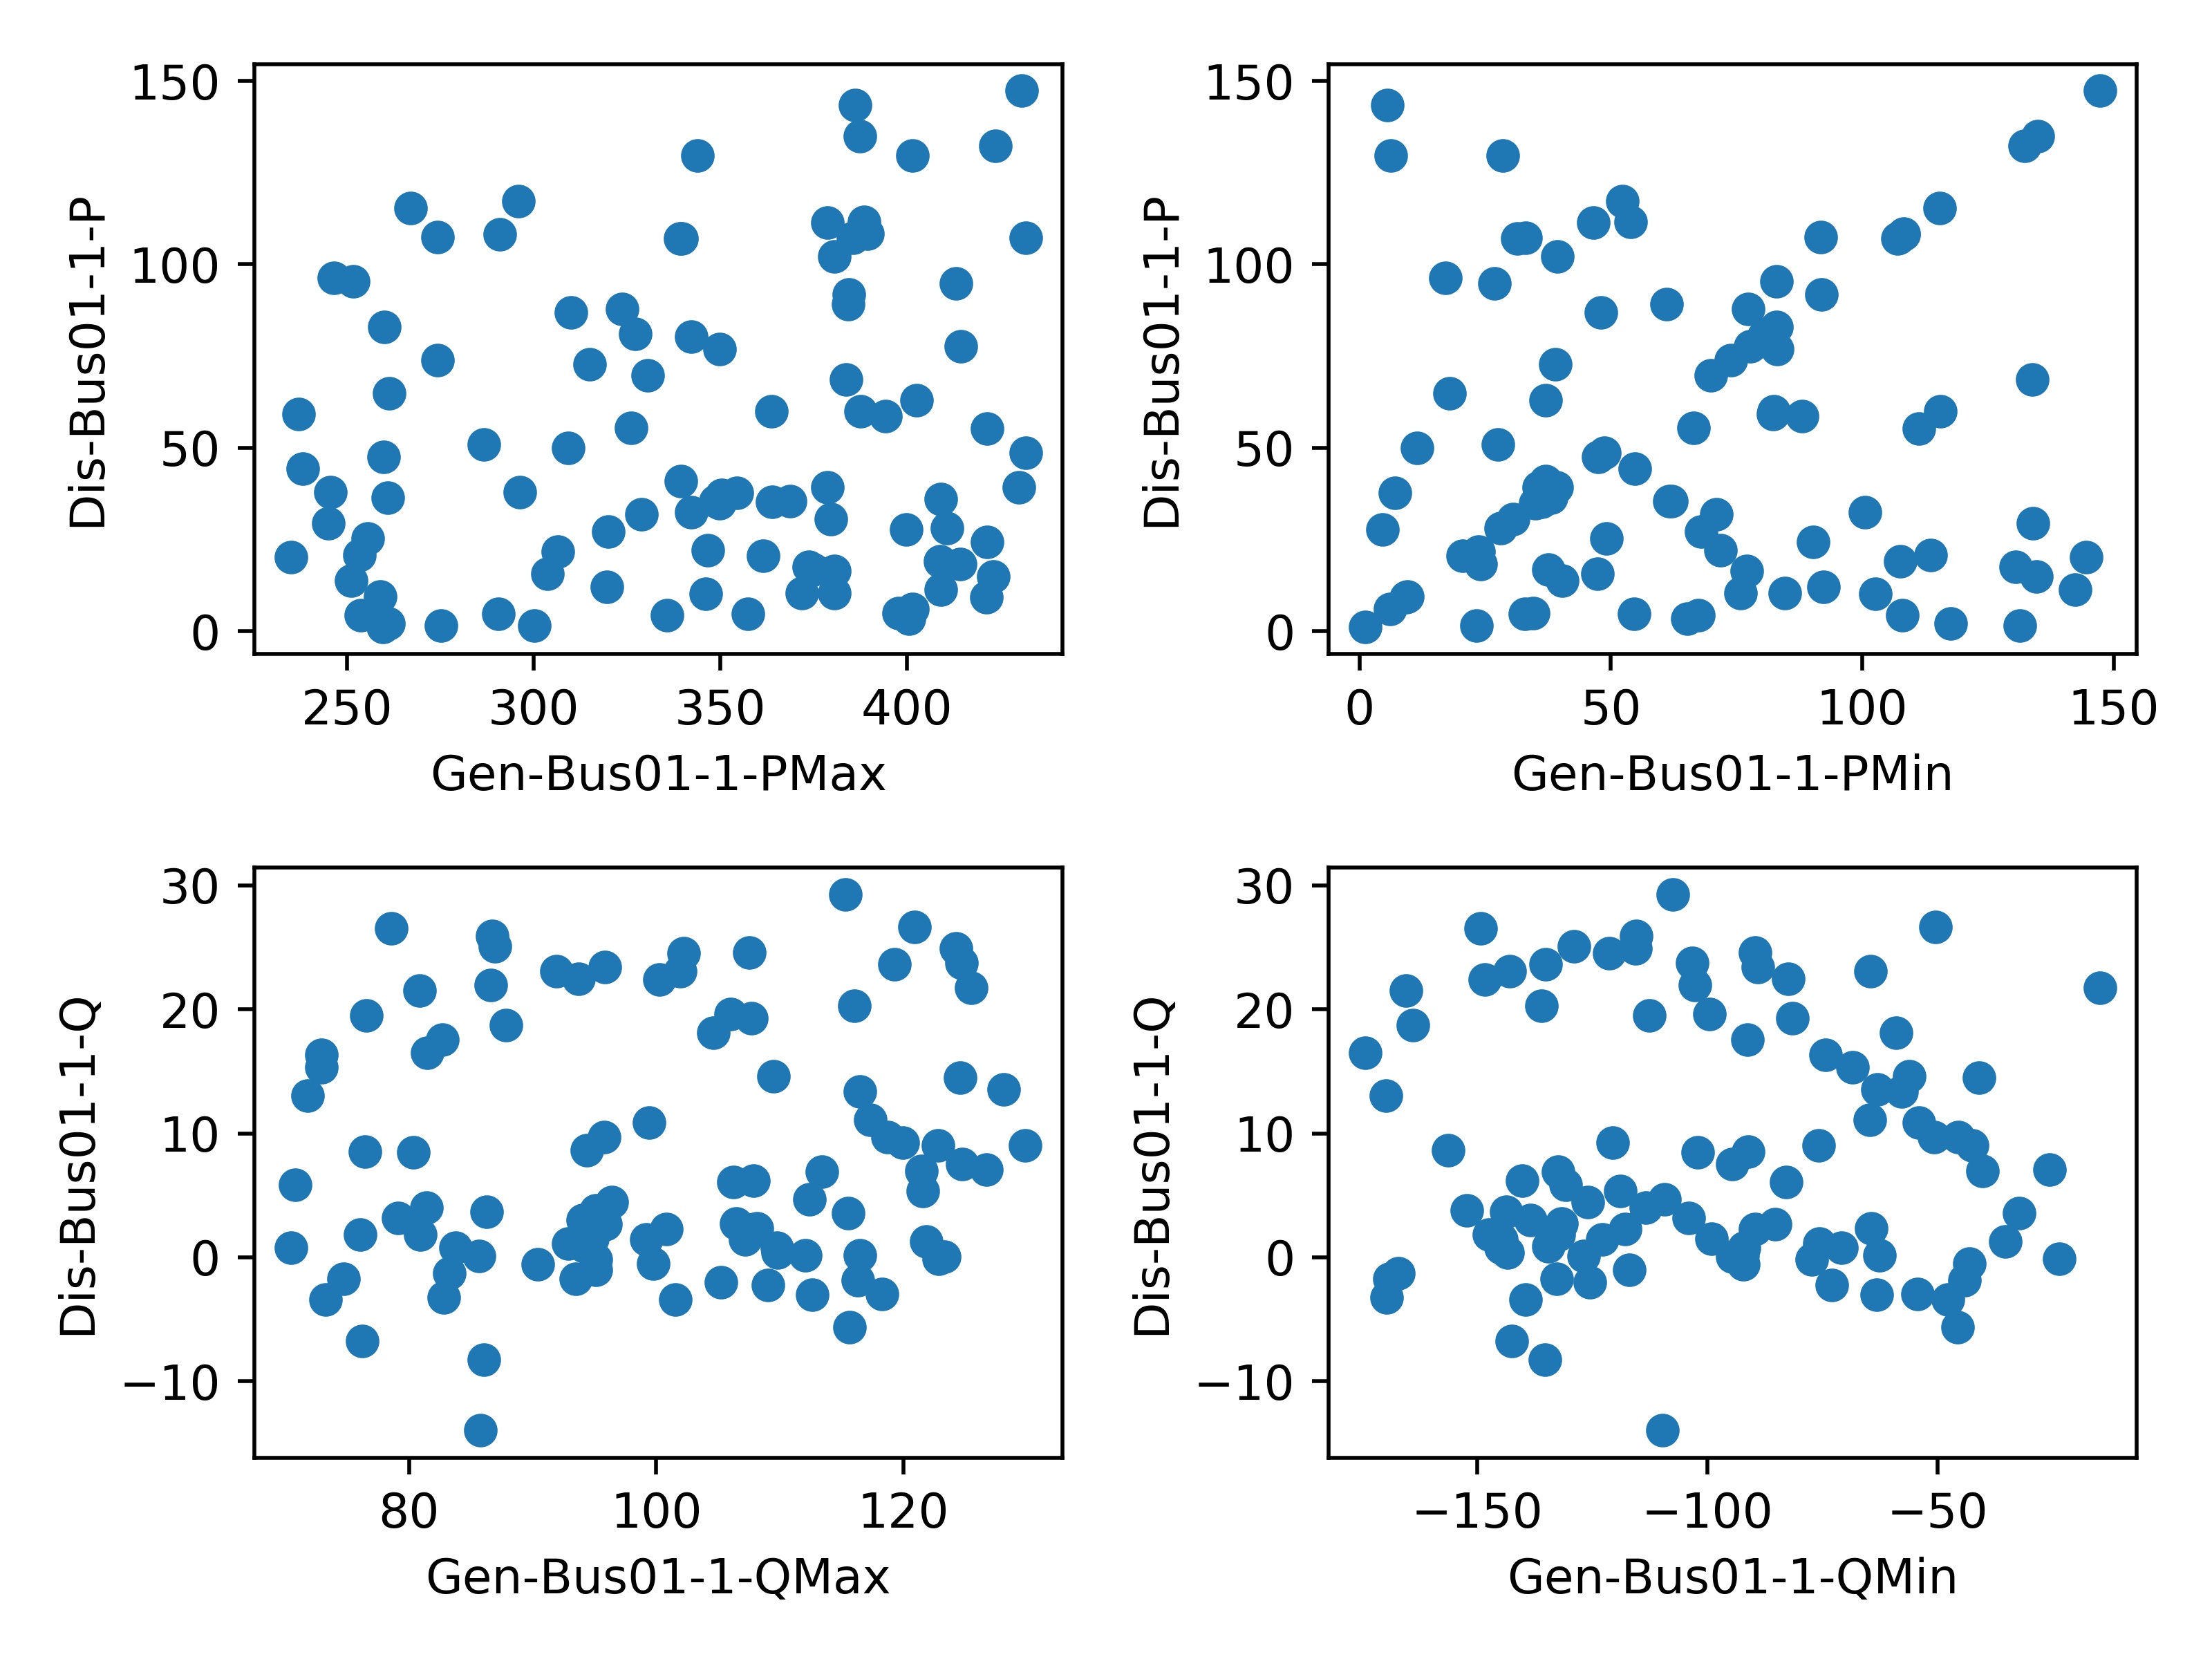 150
100
50
0
Dis-Bus01-1-P
250 300 350 400
Gen-Bus01-1-PMax
150
100
50
0
Dis-Bus01-1-P
0 50 100 150
Gen-Bus01-1-PMin
30
20
10
0
−10
Dis-Bus01-1-Q
80 100 120
Gen-Bus01-1-QMax
30
20
10
0
−10
Dis-Bus01-1-Q
−150 −100 −50
Gen-Bus01-1-QMin